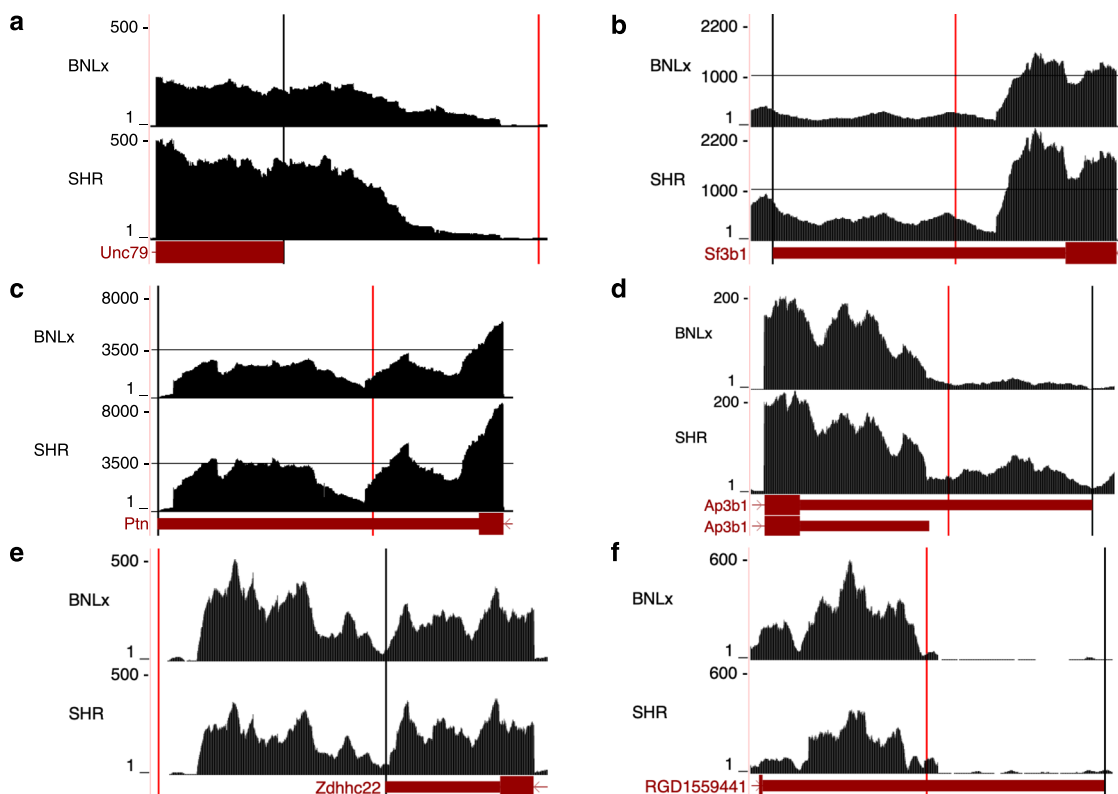 a
500 -
BNLx
1 _
500 -
SHR
1 _
Unc79
b
2200 -
BNLx
1000 -
1 _
2200 -
SHR
1000 -
1 _
Sf3b1
c
8000 -
BNLx
3500 -
1 _
8000 -
SHR
3500 -
1 _
Ptn
d
200 -
BNLx
1 _
200 -
SHR
1 _
Ap3b1
Ap3b1
e
500 -
BNLx
1 _
500 -
SHR
1 _
Zdhhc22
f
600 -
BNLx
1 _
600 -
SHR
1 _
RGD1559441